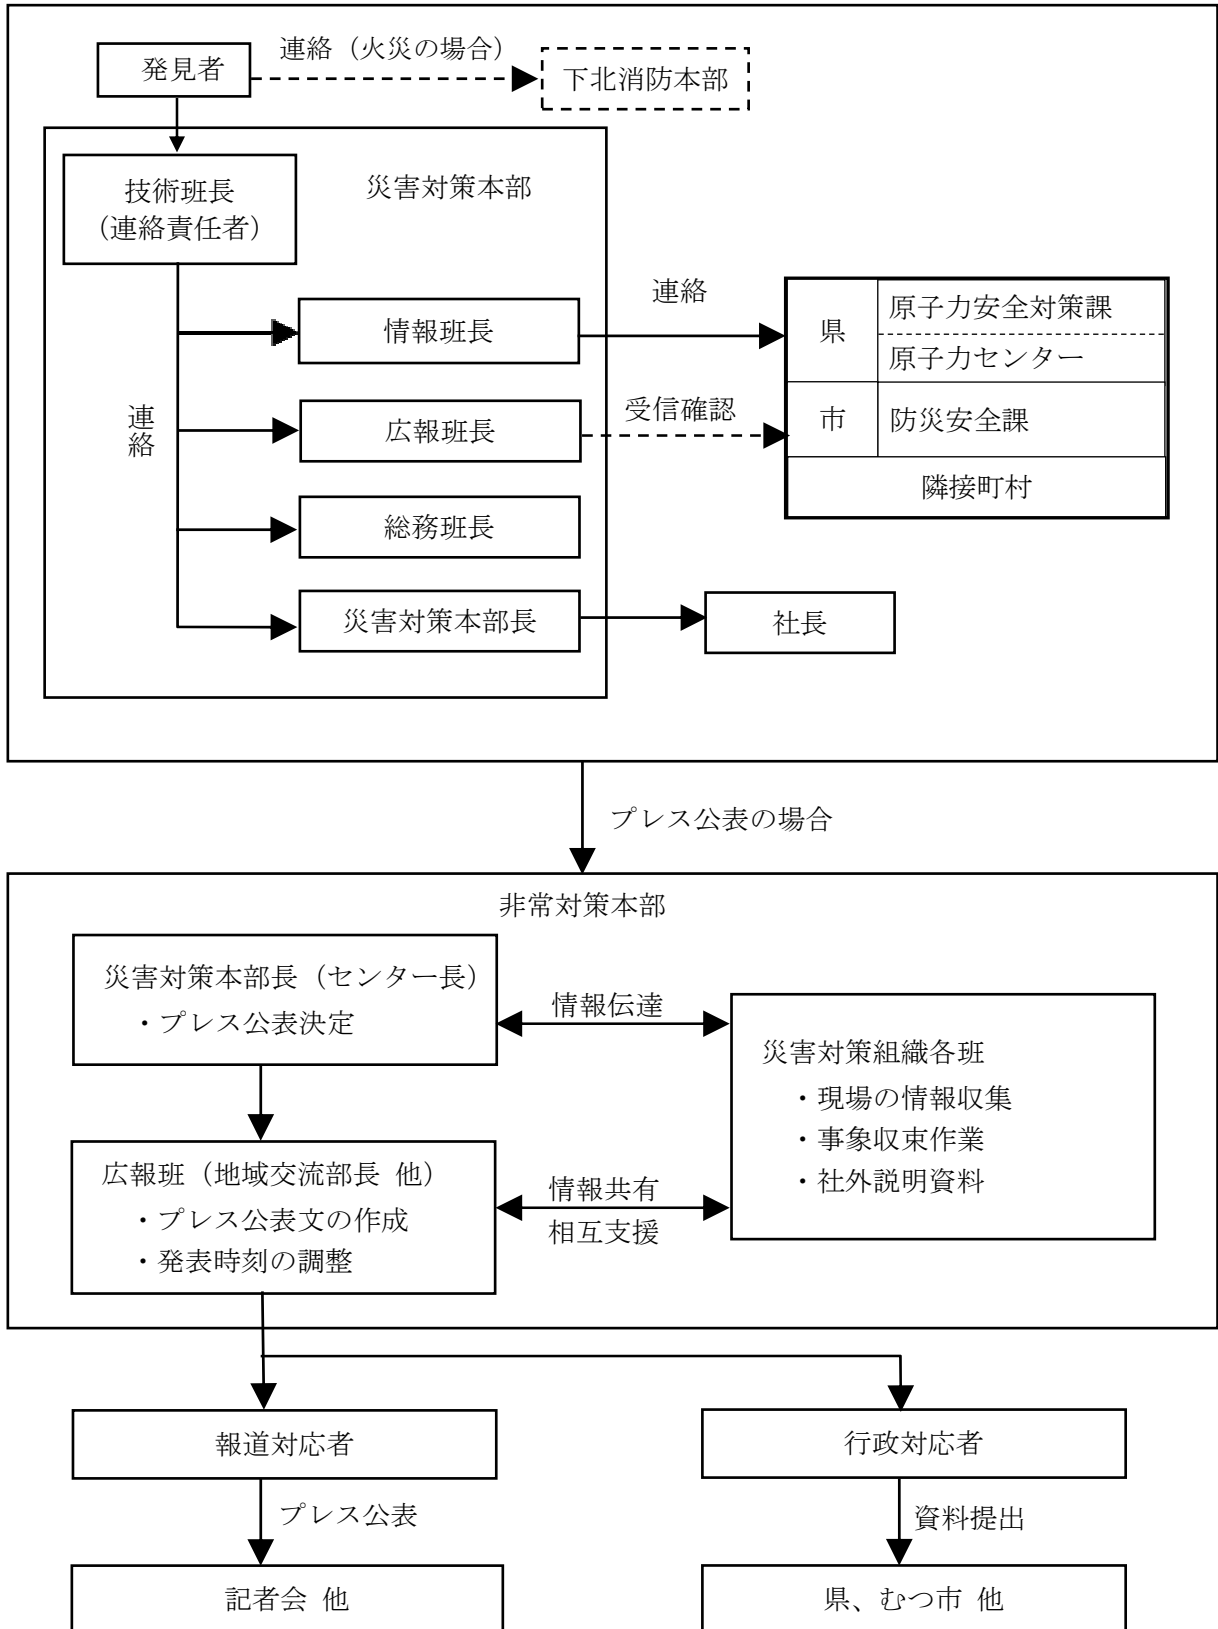 連絡（火災の場合）
発見者
下北消防本部
技術班長
（連絡責任者）
災害対策本部
連絡
情報班長
連絡
県
原子力安全対策課
原子力センター
広報班長
受信確認
市
防災安全課
隣接町村
総務班長
災害対策本部長
社長
プレス公表の場合
非常対策本部
災害対策本部長（センター長）
・プレス公表決定
情報伝達
災害対策組織各班
・現場の情報収集
・事象収束作業
・社外説明資料
広報班（地域交流部長 他）
・プレス公表文の作成
・発表時刻の調整
情報共有
相互支援
報道対応者
行政対応者
プレス公表
資料提出
記者会 他
県、むつ市 他